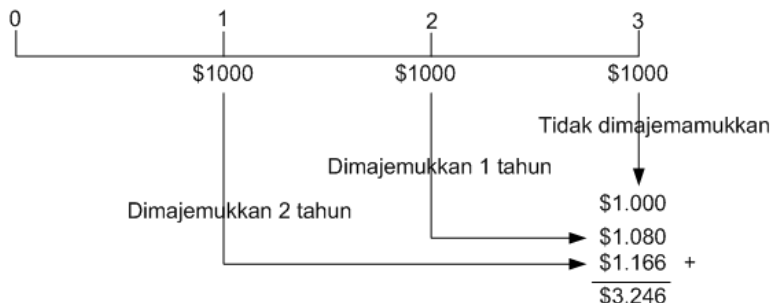 0 1 2 3
$1000 $1000 $1000
Tidak dimajemamukkan
Dimajemukkan 1 tahun
$1.000
Dimajemukkan 2 tahun
$1.080
$1.166 +
$3.246